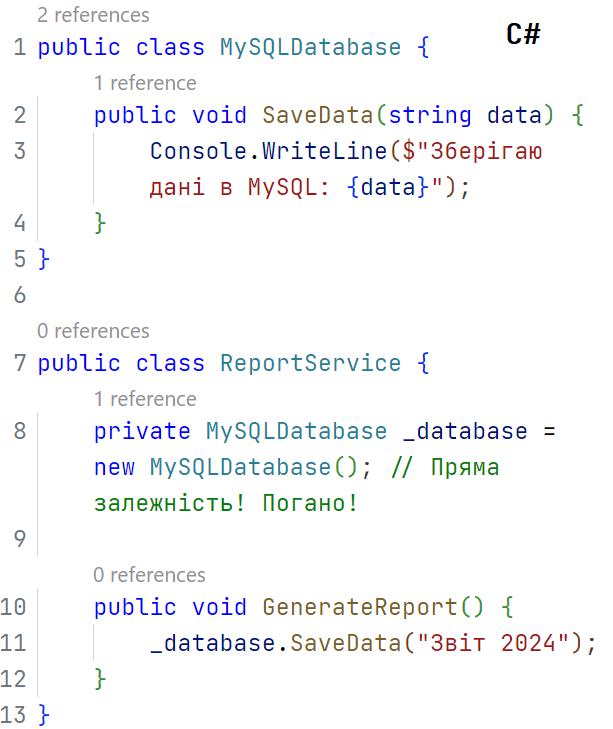 2 references
C#
1 public class MySQLDatabase {
1 reference
2 public void SaveData(string data) {
3 Console.WriteLine($"Зберігаю
дані в MySQL: {data}");
4 }
5 }
6
0 references
7 public class ReportService {
1 reference
8 private MySQLDatabase _database =
new MySQLDatabase(); // Пряма
залежність! Погано!
9
0 references
10 public void GenerateReport() {
11 _database.SaveData("Звіт 2024");
12 }
13 }